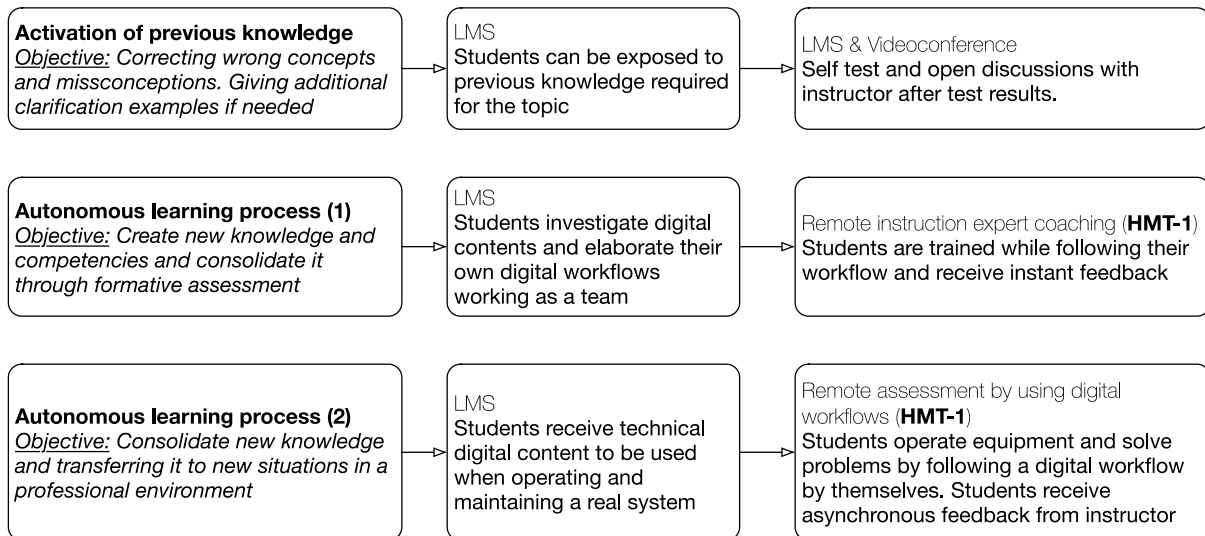 Activation of previous knowledge
Objective: Correcting wrong concepts
and missconceptions. Giving additional
clarification examples if needed
LMS
Students can be exposed to
previous knowledge required
for the topic
LMS & Videoconference
Self test and open discussions with
instructor after test results.
Autonomous learning process (1)
Objective: Create new knowledge and
competencies and consolidate it
through formative assessment
LMS
Students investigate digital
contents and elaborate their
own digital workflows
working as a team
Remote instruction expert coaching (HMT-1)
Students are trained while following their
workflow and receive instant feedback
Autonomous learning process (2)
Objective: Consolidate new knowledge
and transferring it to new situations in a
professional environment
LMS
Students receive technical
digital content to be used
when operating and
maintaining a real system
Remote assessment by using digital
workflows (HMT-1)
Students operate equipment and solve
problems by following a digital workflow
by themselves. Students receive
asynchronous feedback from instructor